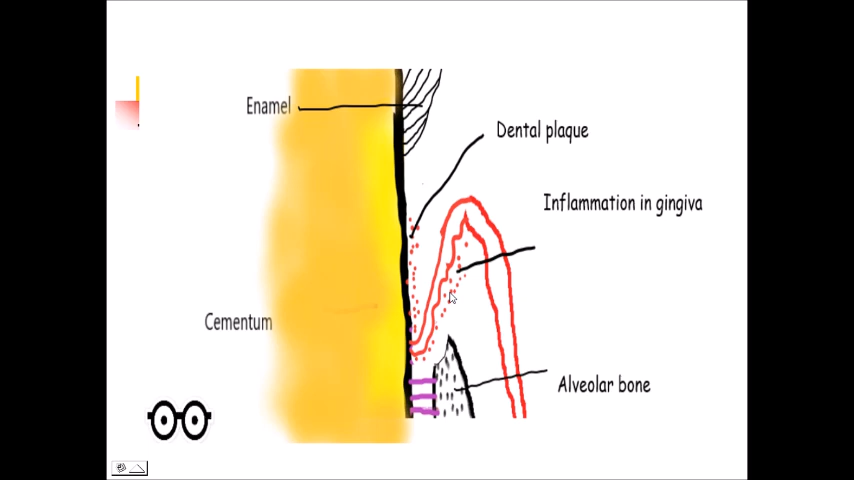 Enamel
Dental plaque
Inflammation in gingiva
Cementum
Alveolar bone